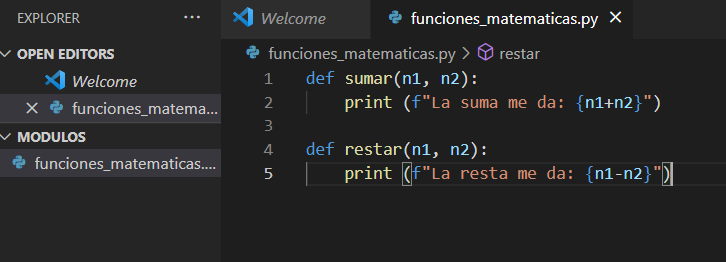 EXPLORER ...
Welcome funciones_matematicas.py
funciones_matematicas.py > restar
OPEN EDITORS
Welcome
funciones_matema...
MODULOS
funciones_matematicas....
1 def sumar(n1, n2):
2 print (f"La suma me da: {n1+n2}")
3
4 def restar(n1, n2):
5 print (f"La resta me da: {n1-n2}")